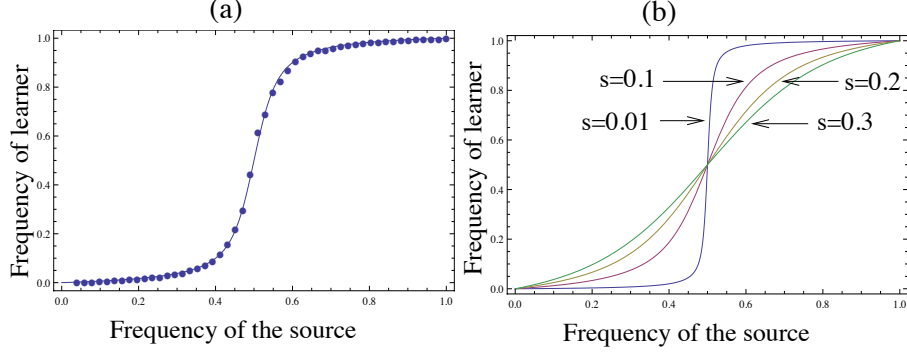 (a)
1.0
0.8
0.6
0.4
0.2
0.0
0.0 0.2 0.4 0.6 0.8 1.0
Frequency of learner
Frequency of the source
(b)
1.0
0.8
0.6
0.4
0.2
0.0
0.0 0.2 0.4 0.6 0.8 1.0
Frequency of learner
Frequency of the source
s=0.1
s=0.2
s=0.01
s=0.3